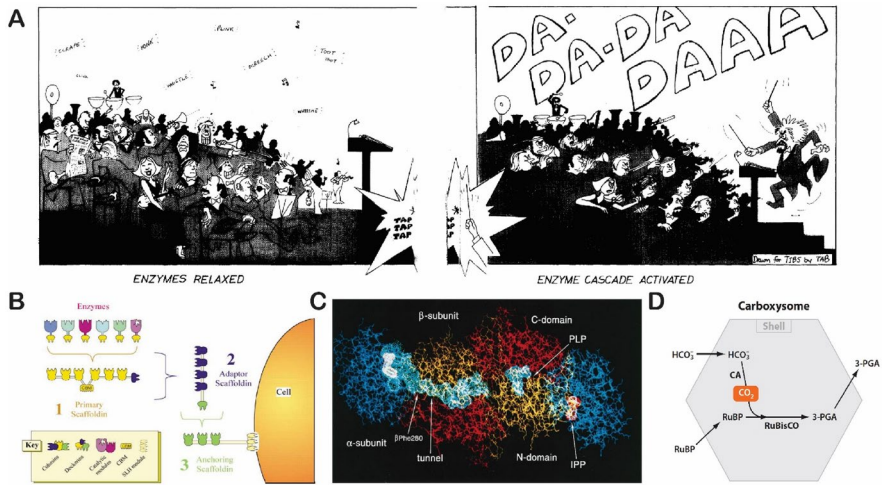 A
CLEAPE
HONK
PLINK
SCREECH
TOOT
TOOT
WHISTLE
TAP
TAP
TAP
ENZYMES RELAXED
DA-
DA-DA
DAAA
Drawn for TIBS by TAB
ENZYME CASCADE ACTIVATED
B
Enzymes
CBM
1
Primary
Scaffoldin
2
Adaptor
Scaffoldin
Cell
3
Anchoring
Scaffoldin
Key
Cohesins
Dockerins
Catalytic
modules
CBM
SLH module
C
β-subunit
C-domain
PLP
α-subunit
βPhe280
tunnel
N-domain
IPP
D
Carboxysome
Shell
HCO₃⁻
HCO₃⁻
3-PGA
CA
CO₂
RuBP
3-PGA
RuBisCO
RuBP